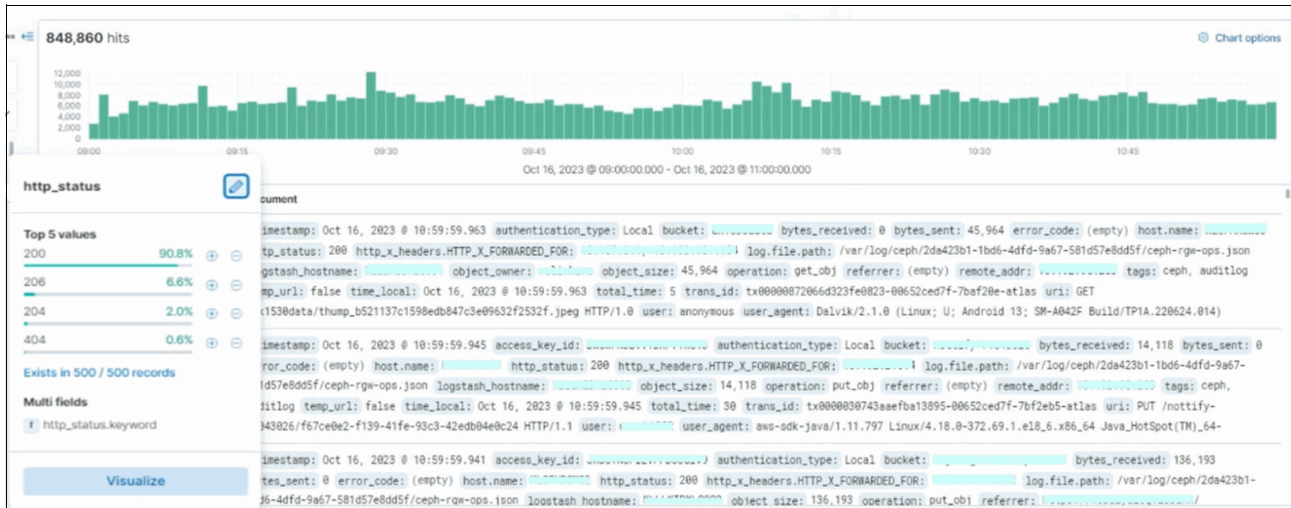 848,860 hits
Chart options
12,000
10,000
8,000
6,000
4,000
2,000
0
09:00 09:15 09:30 09:45 10:00 10:15 10:30 10:45
Oct 16, 2023 @ 09:00:00.000 - Oct 16, 2023 @ 11:00:00.000
http_status
Top 5 values
200 90.8%
206 6.6%
204 2.0%
404 0.6%
Exists in 500 / 500 records
Multi fields
t http_status.keyword
Visualize
cument
imestamp: Oct 16, 2023 @ 10:59:59.963 authentication_type: Local bucket: bytes_received: 0 bytes_sent: 45,964 error_code: (empty) host.name:
tp_status: 200 http_x_headers.HTTP_X_FORWARDED_FOR: log.file.path: /var/log/ceph/2da423b1-1bd6-4dfd-9a67-581d57e8dd5f/ceph-rgw-ops.json
gstash_hostname: object_owner: object_size: 45,964 operation: get_obj referrer: (empty) remote_addr: tags: ceph, auditlog
mp_url: false time_local: Oct 16, 2023 @ 10:59:59.963 total_time: 5 trans_id: tx00000872066d323fe0823-00652ced7f-7baf20e-atlas uri: GET
1530data/thump_b521137c1598edb847c3e09632f2532f.jpeg HTTP/1.0 user: anonymous user_agent: Dalvik/2.1.0 (Linux; U; Android 13; SM-A042F Build/TP1A.220624.014)
imestamp: Oct 16, 2023 @ 10:59:59.945 access_key_id: authentication_type: Local bucket: bytes_received: 14,118 bytes_sent: 0
rror_code: (empty) host.name: http_status: 200 http_x_headers.HTTP_X_FORWARDED_FOR: log.file.path: /var/log/ceph/2da423b1-1bd6-4dfd-9a67-
1d57e8dd5f/ceph-rgw-ops.json logstash_hostname: object_size: 14,118 operation: put_obj referrer: (empty) remote_addr: tags: ceph,
ditlog temp_url: false time_local: Oct 16, 2023 @ 10:59:59.945 total_time: 30 trans_id: tx0000030743aaefba13895-00652ced7f-7bf2eb5-atlas uri: PUT /nottify-
043026/f67ce0e2-f139-41fe-93c3-42edb04e0c24 HTTP/1.1 user: user_agent: aws-sdk-java/1.11.797 Linux/4.18.0-372.69.1.el8_6.x86_64 Java_HotSpot(TM)_64-
imestamp: Oct 16, 2023 @ 10:59:59.941 access_key_id: authentication_type: Local bucket: bytes_received: 136,193
tes_sent: 0 error_code: (empty) host.name: http_status: 200 http_x_headers.HTTP_X_FORWARDED_FOR: log.file.path: /var/log/ceph/2da423b1-
d6-4dfd-9a67-581d57e8dd5f/ceph-rgw-ops.json logstash_hostname: object_size: 136,193 operation: put_obj referrer: